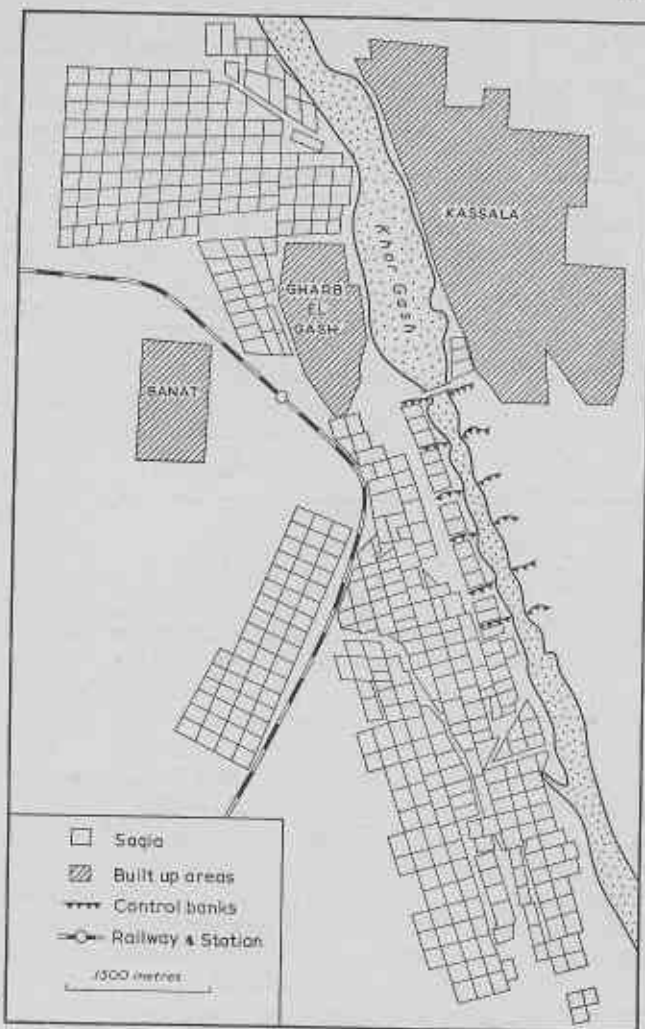 KASSALA
Khor Gash
GHARB
EL
GASH
BANAT
Saqia
Built up areas
Control banks
Railway & Station
1500 metres